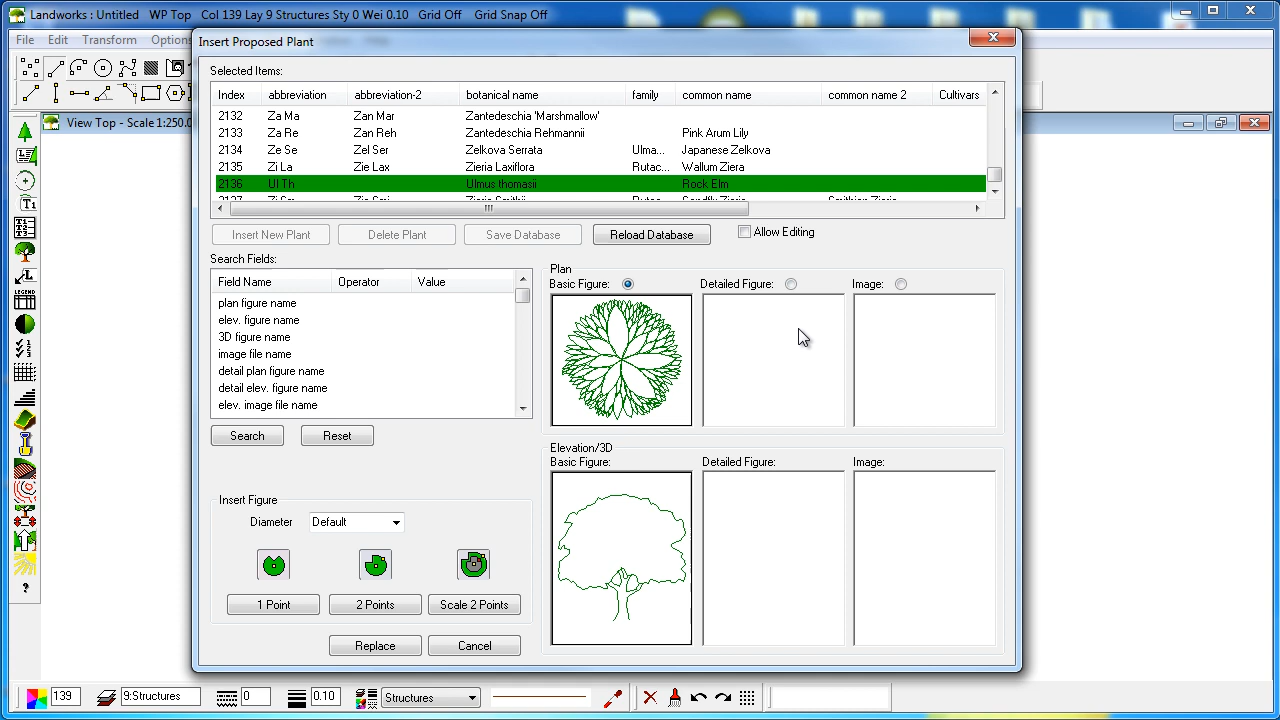 Landworks : Untitled WP Top Col 139 Lay 9 Structures Sty 0 Wei 0.10 Grid Off Grid Snap Off
File Edit Transform Options
Insert Proposed Plant
View Top - Scale 1:250.0
Selected Items:
Index abbreviation abbreviation-2 botanical name family common name common name 2 Cultivars
2132 Za Ma Zan Mar Zantedeschia 'Marshmallow'
2133 Za Re Zan Reh Zantedeschia Rehmannii Pink Arum Lily
2134 Ze Se Zel Ser Zelkova Serrata Ulma... Japanese Zelkova
2135 Zi La Zie Lax Zieria Laxiflora Rutac... Wallum Ziera
2136 Ul Th Ulmus thomasii Rock Elm
Insert New Plant Delete Plant Save Database Reload Database Allow Editing
Search Fields:
Field Name Operator Value
plan figure name
elev. figure name
3D figure name
image file name
detail plan figure name
detail elev. figure name
elev. image file name
Search Reset
Plan
Basic Figure: Detailed Figure: Image:
Elevation/3D
Basic Figure: Detailed Figure: Image:
Insert Figure
Diameter Default
1 Point 2 Points Scale 2 Points
Replace Cancel
T1
LEGEND
139 9:Structures 0 0.10 Structures